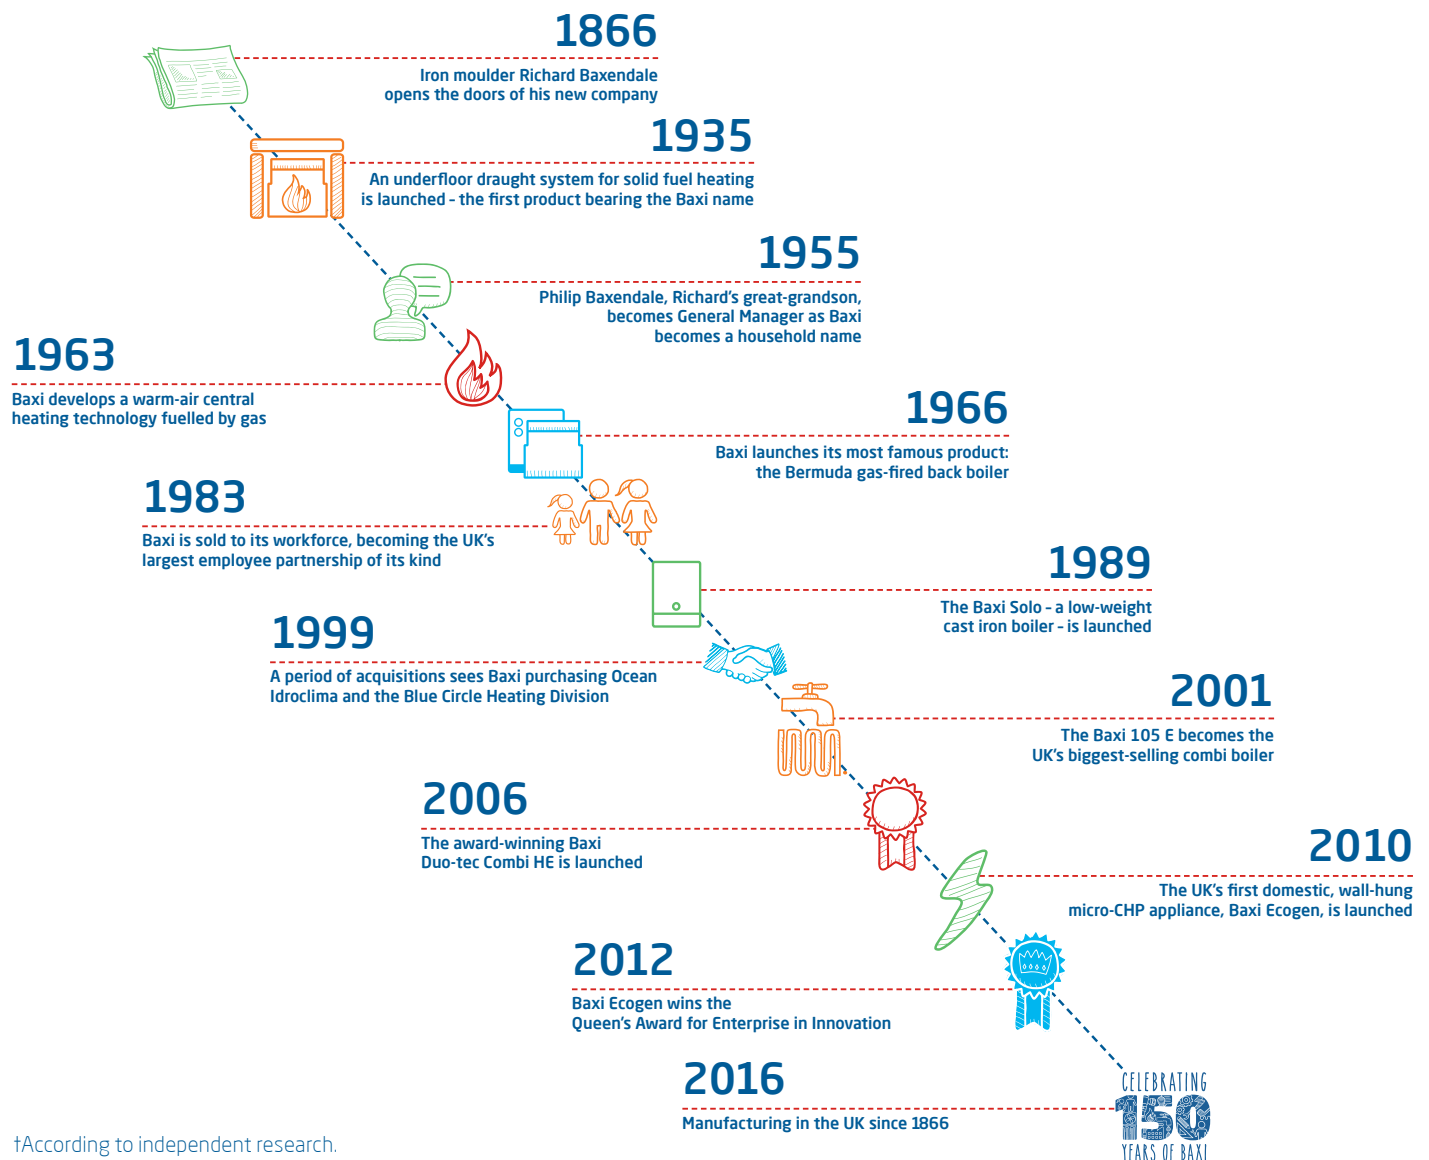 1866
Iron moulder Richard Baxendale
opens the doors of his new company
1935
An underfloor draught system for solid fuel heating
is launched – the first product bearing the Baxi name
1955
Philip Baxendale, Richard's great-grandson,
becomes General Manager as Baxi
becomes a household name
1963
Baxi develops a warm-air central
heating technology fuelled by gas
1966
Baxi launches its most famous product:
the Bermuda gas-fired back boiler
1983
Baxi is sold to its workforce, becoming the UK's
largest employee partnership of its kind
1989
The Baxi Solo – a low-weight
cast iron boiler – is launched
1999
A period of acquisitions sees Baxi purchasing Ocean
Idroclima and the Blue Circle Heating Division
2001
The Baxi 105 E becomes the
UK's biggest-selling combi boiler
2006
The award-winning Baxi
Duo-tec Combi HE is launched
2010
The UK's first domestic, wall-hung
micro-CHP appliance, Baxi Ecogen, is launched
2012
Baxi Ecogen wins the
Queen's Award for Enterprise in Innovation
2016
Manufacturing in the UK since 1866
CELEBRATING
150
YEARS OF BAXI
†According to independent research.